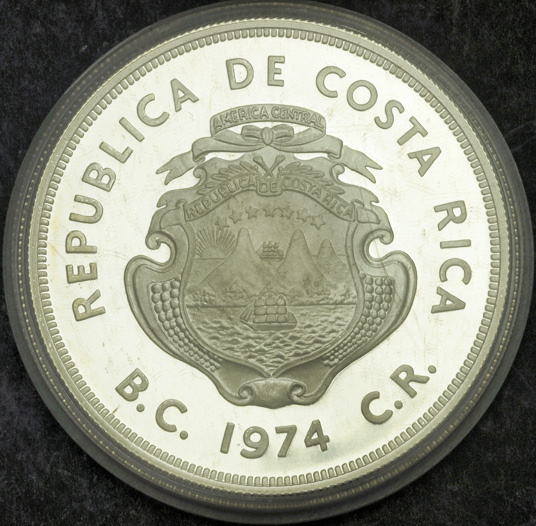 REPUBLICA DE COSTA RICA
AMERICA CENTRAL
REPUBLICA DE COSTA RICA
B.C. 1974 C.R.